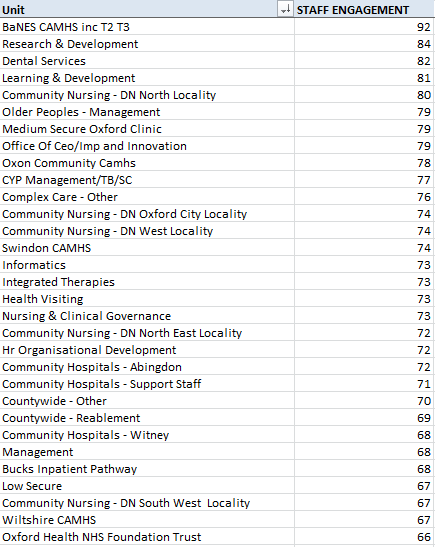 Unit STAFF ENGAGEMENT
BaNES CAMHS inc T2 T3 92
Research & Development 84
Dental Services 82
Learning & Development 81
Community Nursing - DN North Locality 80
Older Peoples - Management 79
Medium Secure Oxford Clinic 79
Office Of Ceo/Imp and Innovation 79
Oxon Community Camhs 78
CYP Management/TB/SC 77
Complex Care - Other 76
Community Nursing - DN Oxford City Locality 74
Community Nursing - DN West Locality 74
Swindon CAMHS 74
Informatics 73
Integrated Therapies 73
Health Visiting 73
Nursing & Clinical Governance 73
Community Nursing - DN North East Locality 72
Hr Organisational Development 72
Community Hospitals - Abingdon 72
Community Hospitals - Support Staff 71
Countywide - Other 70
Countywide - Reablement 69
Community Hospitals - Witney 68
Management 68
Bucks Inpatient Pathway 68
Low Secure 67
Community Nursing - DN South West  Locality 67
Wiltshire CAMHS 67
Oxford Health NHS Foundation Trust 66